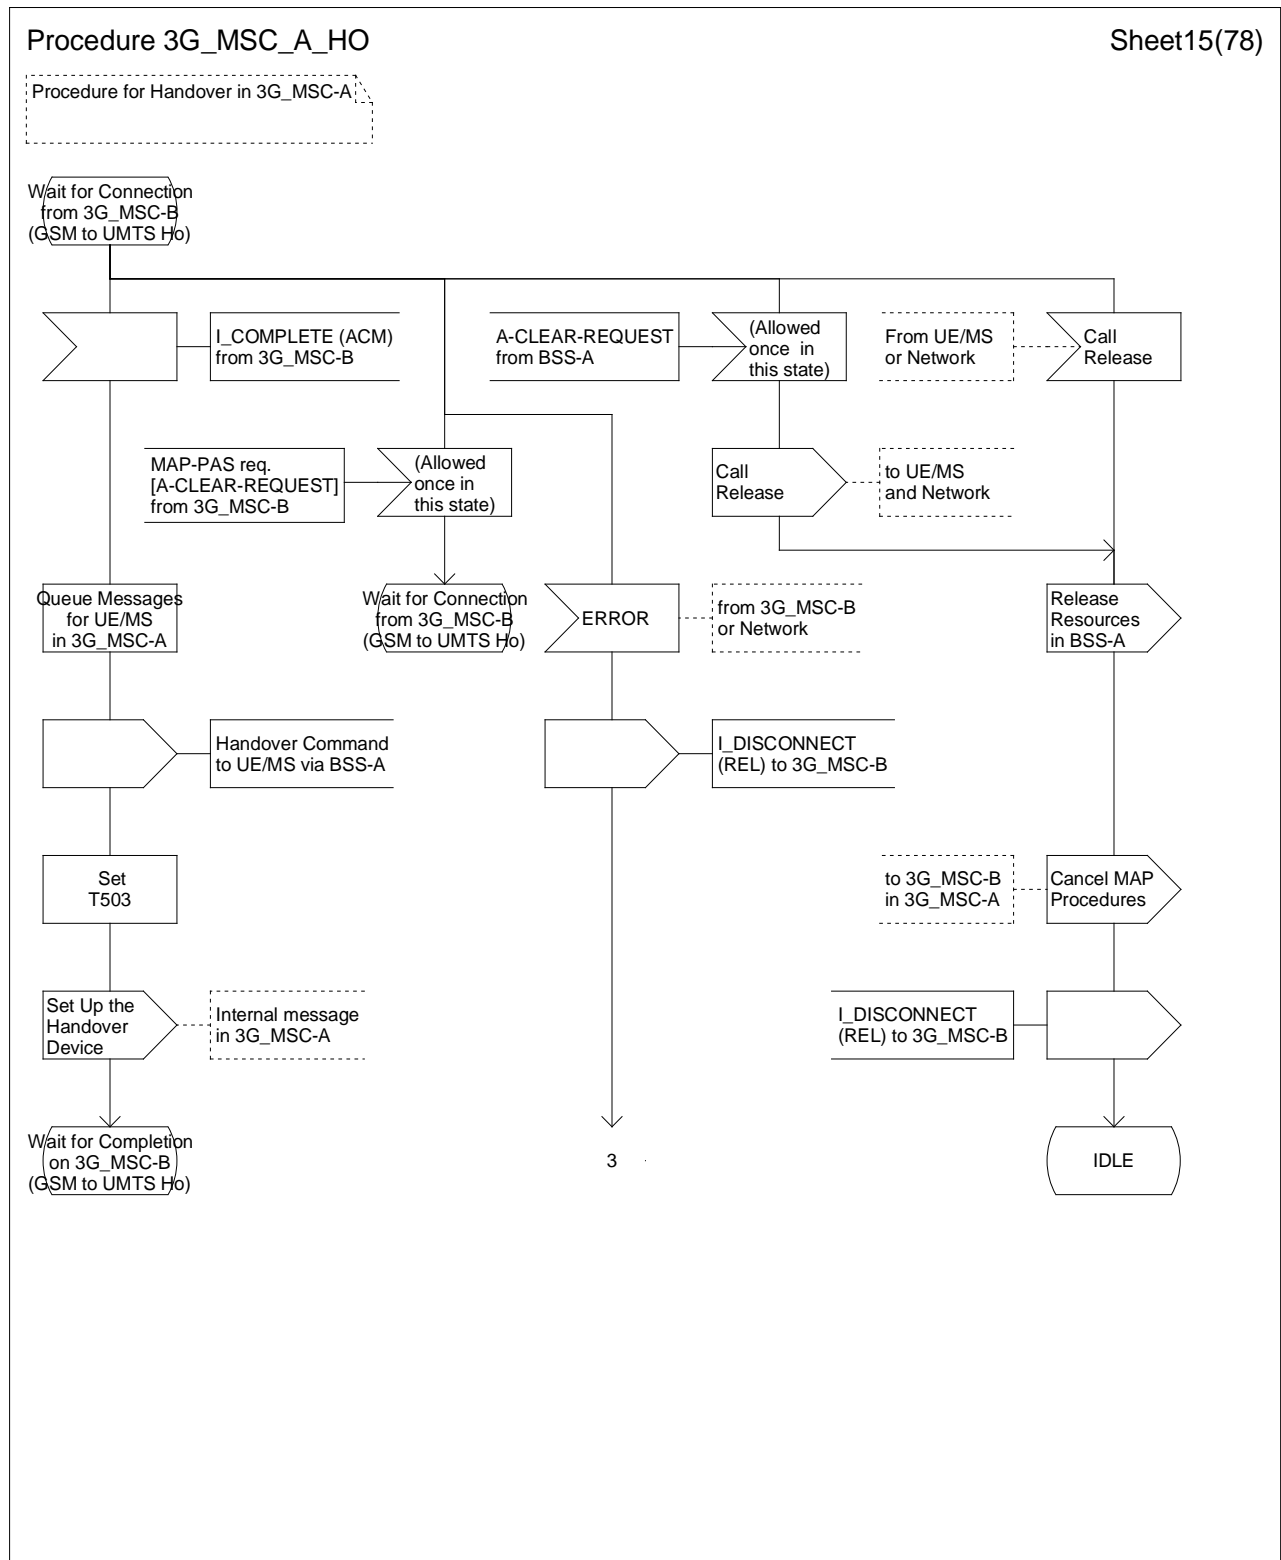 Procedure 3G_MSC_A_HO
Sheet15(78)
Procedure for Handover in 3G_MSC-A
Wait for Connection
from 3G_MSC-B
(GSM to UMTS Ho)
I_COMPLETE (ACM)
from 3G_MSC-B
A-CLEAR-REQUEST
from BSS-A
(Allowed
once in
this state)
From UE/MS
or Network
Call
Release
MAP-PAS req.
[A-CLEAR-REQUEST]
from 3G_MSC-B
(Allowed
once in
this state)
Call
Release
to UE/MS
and Network
Queue Messages
for UE/MS
in 3G_MSC-A
Wait for Connection
from 3G_MSC-B
(GSM to UMTS Ho)
ERROR
from 3G_MSC-B
or Network
Release
Resources
in BSS-A
Handover Command
to UE/MS via BSS-A
I_DISCONNECT
(REL) to 3G_MSC-B
Set
T503
to 3G_MSC-B
in 3G_MSC-A
Cancel MAP
Procedures
Set Up the
Handover
Device
Internal message
in 3G_MSC-A
I_DISCONNECT
(REL) to 3G_MSC-B
Wait for Completion
on 3G_MSC-B
(GSM to UMTS Ho)
3
IDLE